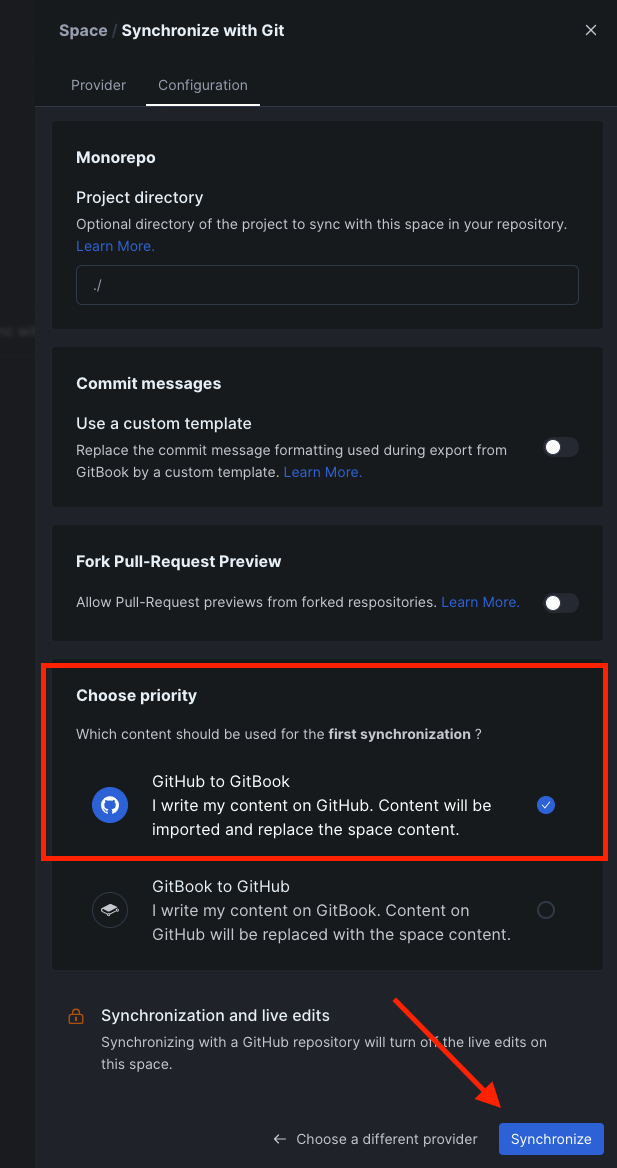 Space / Synchronize with Git
Provider
Configuration
Monorepo
Project directory
Optional directory of the project to sync with this space in your repository.
Learn More.
./
Commit messages
Use a custom template
Replace the commit message formatting used during export from
GitBook by a custom template. Learn More.
Fork Pull-Request Preview
Allow Pull-Request previews from forked respositories. Learn More.
Choose priority
Which content should be used for the first synchronization ?
GitHub to GitBook
I write my content on GitHub. Content will be
imported and replace the space content.
GitBook to GitHub
I write my content on GitBook. Content on
GitHub will be replaced with the space content.
Synchronization and live edits
Synchronizing with a GitHub repository will turn off the live edits on
this space.
← Choose a different provider
Synchronize